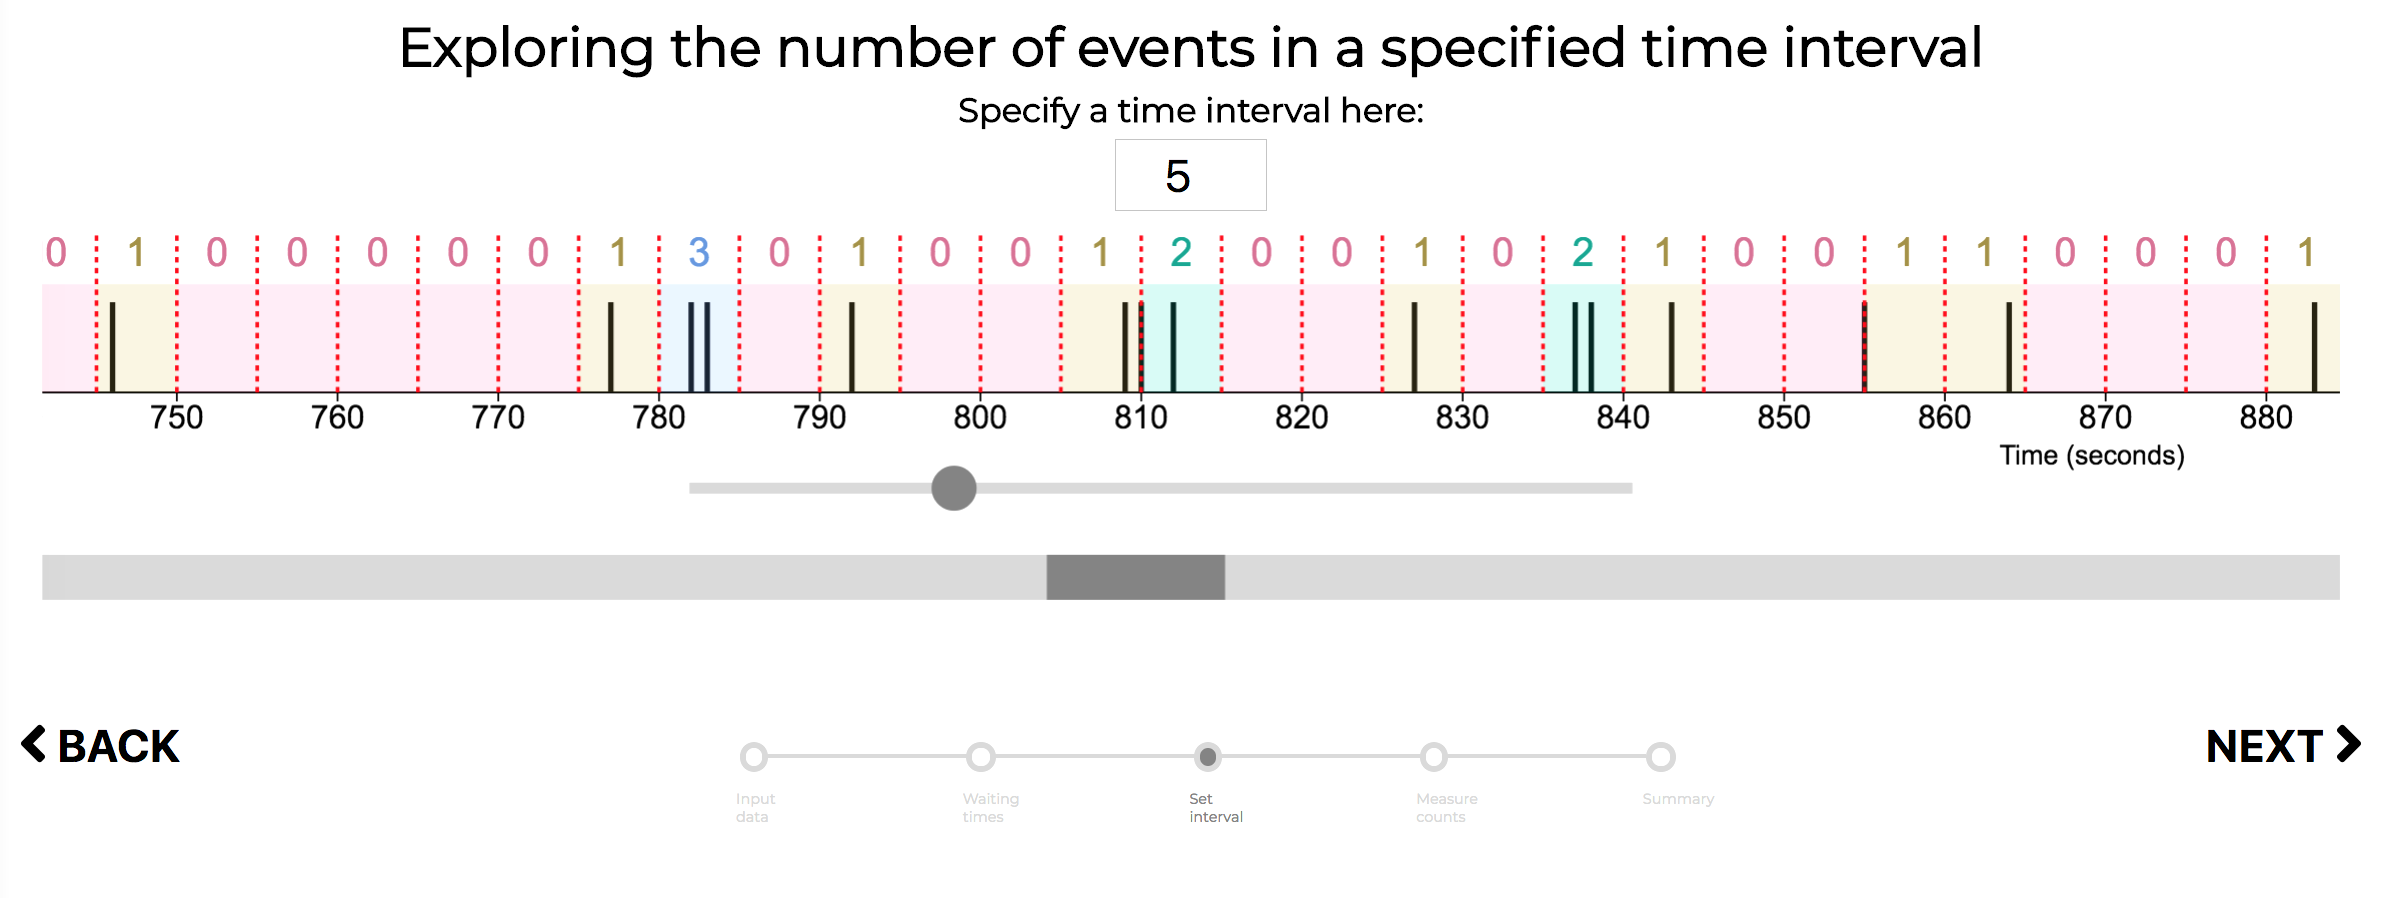 Exploring the number of events in a specified time interval
Specify a time interval here:
5
0 1 0 0 0 0 0 1 3 0 1 0 0 1 2 0 0 1 0 2 1 0 0 1 1 0 0 0 1
750 760 770 780 790 800 810 820 830 840 850 860 870 880
Time (seconds)
BACK
NEXT
Input
data
Waiting
times
Set
interval
Measure
counts
Summary